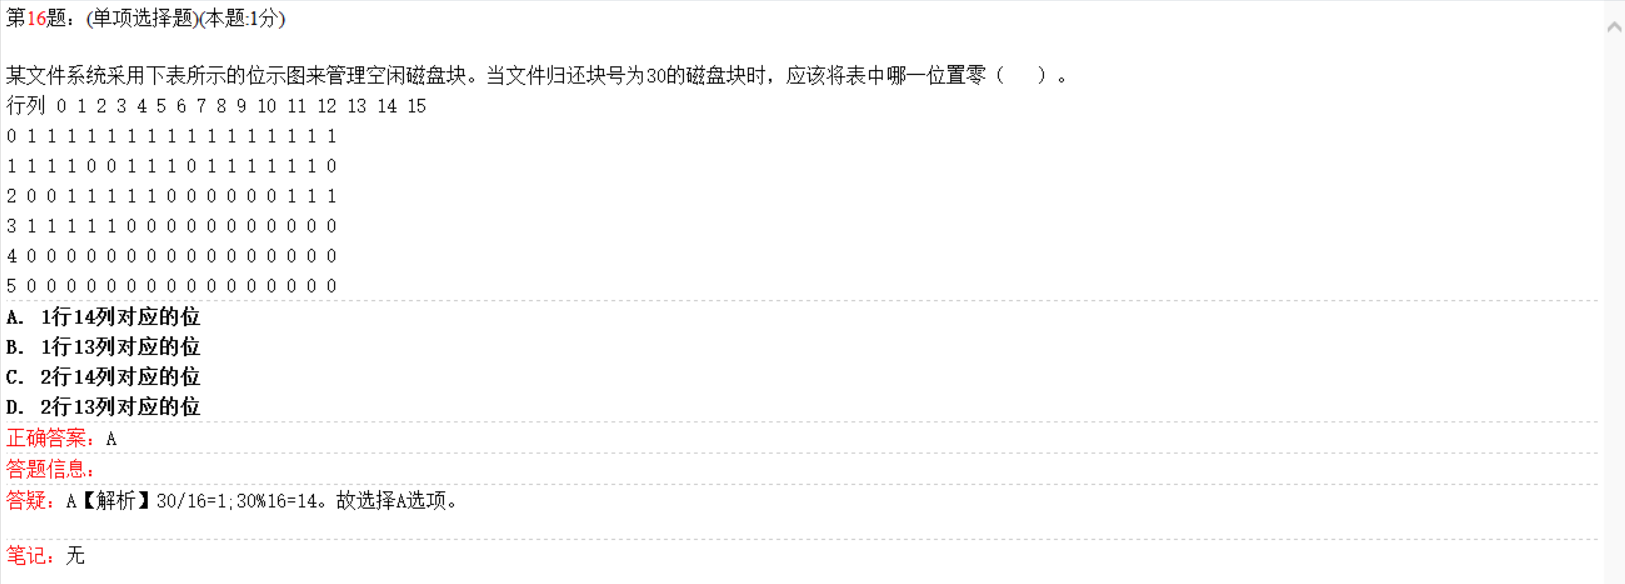 第16题：(单项选择题)(本题:1分)
某文件系统采用下表所示的位示图来管理空闲磁盘块。当文件归还块号为30的磁盘块时，应该将表中哪一位置零（ ）。
行列 0 1 2 3 4 5 6 7 8 9 10 11 12 13 14 15
0 1 1 1 1 1 1 1 1 1 1 1 1 1 1 1 1
1 1 1 1 0 0 1 1 1 0 1 1 1 1 1 1 0
2 0 0 1 1 1 1 1 0 0 0 0 0 0 1 1 1
3 1 1 1 1 1 0 0 0 0 0 0 0 0 0 0 0
4 0 0 0 0 0 0 0 0 0 0 0 0 0 0 0 0
5 0 0 0 0 0 0 0 0 0 0 0 0 0 0 0 0
A. 1行14列对应的位
B. 1行13列对应的位
C. 2行14列对应的位
D. 2行13列对应的位
正确答案：A
答题信息：
答疑：A【解析】30/16=1;30%16=14。故选择A选项。
笔记：无